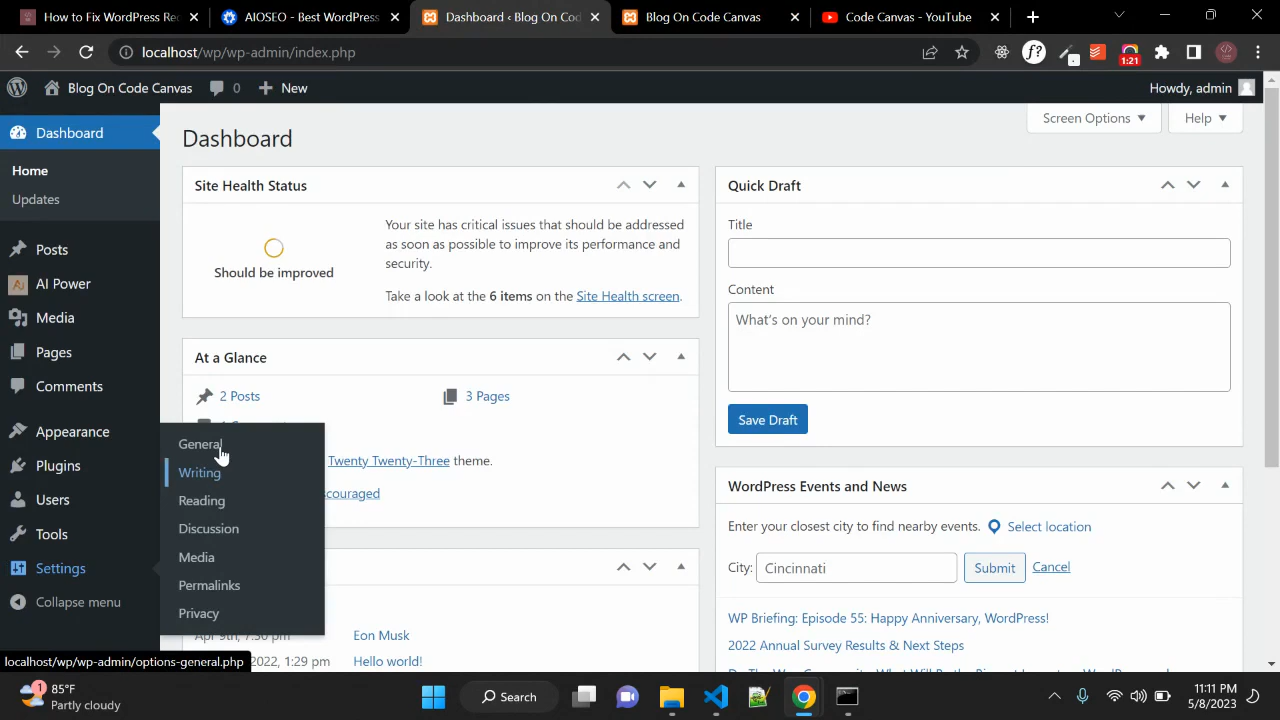 How to Fix WordPress Re
AIOSEO - Best WordPress
Dashboard ‹ Blog On Cod
Blog On Code Canvas
Code Canvas - YouTube
localhost/wp/wp-admin/index.php
f?
1:21
Blog On Code Canvas
0
New
Howdy, admin
Dashboard
Home
Updates
Posts
AI Power
Media
Pages
Comments
Appearance
Plugins
Users
Tools
Settings
Collapse menu
General
Writing
Reading
Discussion
Media
Permalinks
Privacy
Dashboard
Screen Options
Help
Site Health Status
Should be improved
Your site has critical issues that should be addressed
as soon as possible to improve its performance and
security.
Take a look at the 6 items on the Site Health screen.
At a Glance
2 Posts
3 Pages
Twenty Twenty-Three theme.
couraged
2022, 1:29 pm
Eon Musk
Hello world!
Quick Draft
Title
Content
What's on your mind?
Save Draft
WordPress Events and News
Enter your closest city to find nearby events.
Select location
City:
Cincinnati
Submit
Cancel
WP Briefing: Episode 55: Happy Anniversary, WordPress!
2022 Annual Survey Results & Next Steps
localhost/wp/wp-admin/options-general.php
1
85°F
Partly cloudy
Search
11:11 PM
5/8/2023